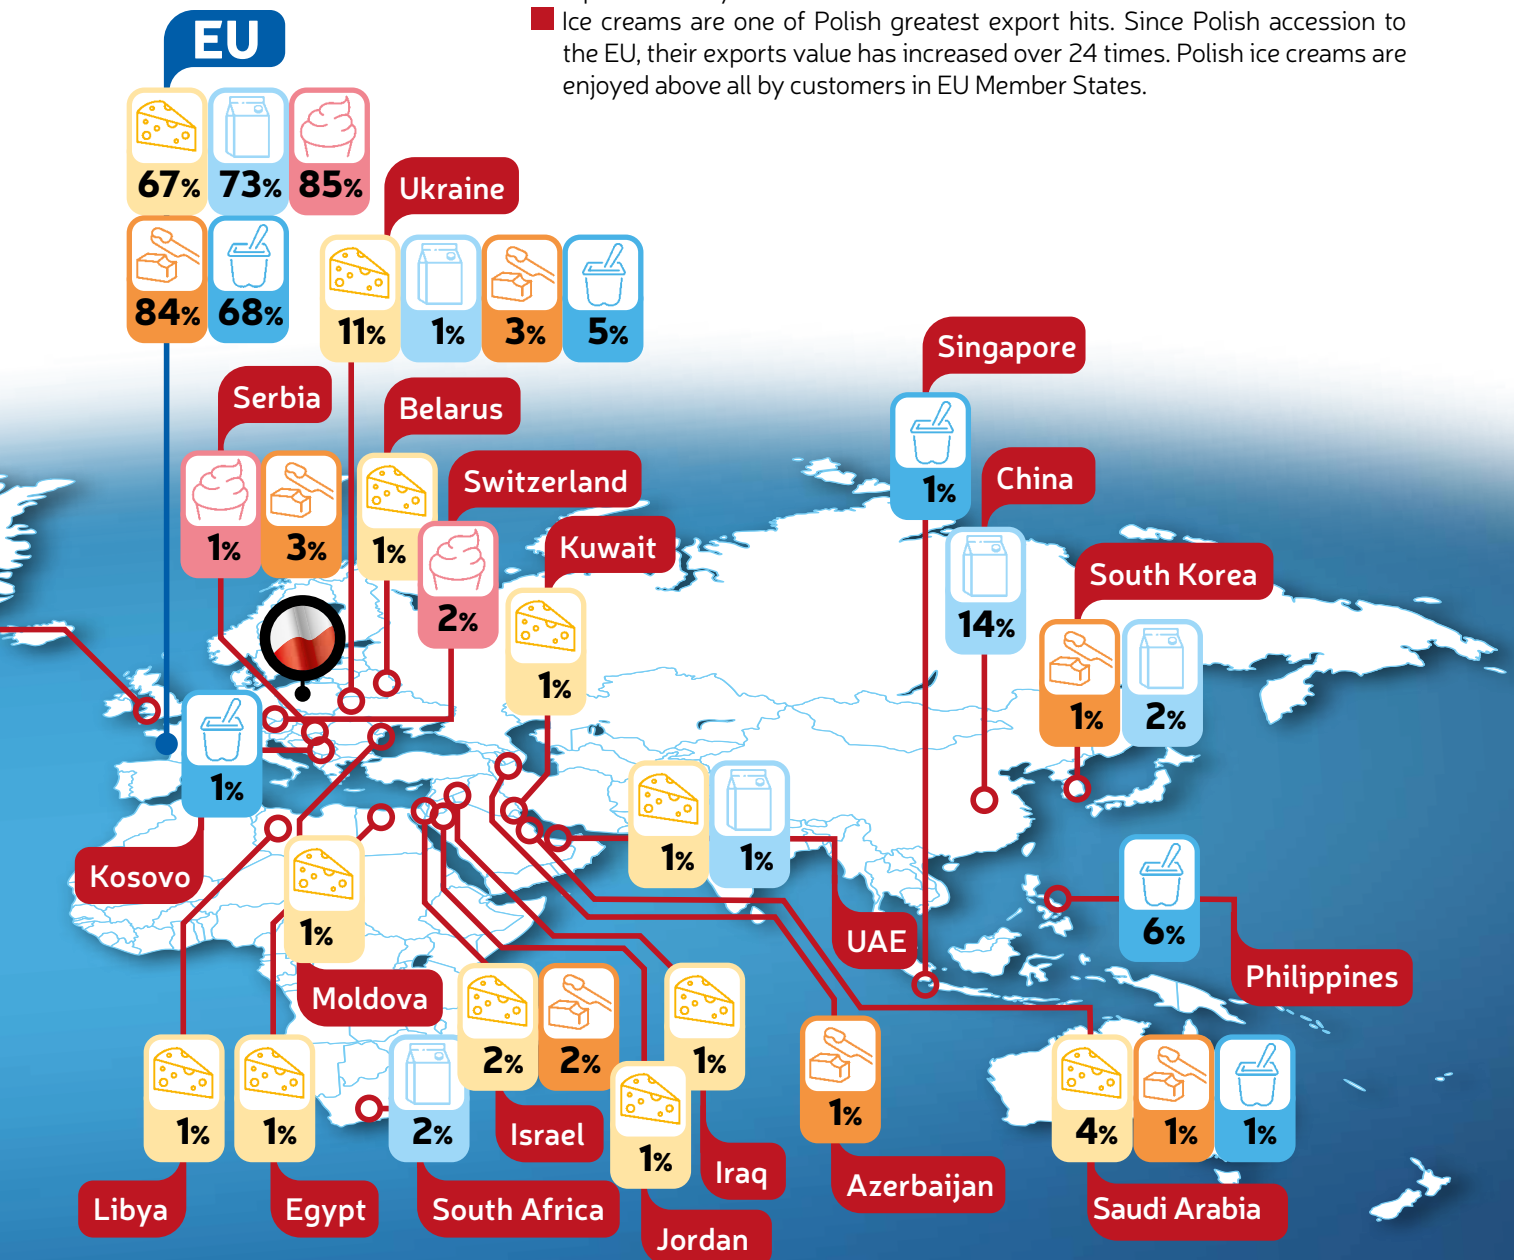 Ice creams are one of Polish greatest export hits. Since Polish accession to
the EU, their exports value has increased over 24 times. Polish ice creams are
enjoyed above all by customers in EU Member States.
EU
67% 73% 85%
84% 68%
Ukraine
11% 1% 3% 5%
Serbia
1% 3%
Belarus
1%
Switzerland
2%
Kuwait
1%
Singapore
1%
China
14%
South Korea
1% 2%
1%
Kosovo
1% 1%
UAE
6%
Philippines
1%
Moldova
1%
Libya
1%
Egypt
2%
South Africa
2% 2%
Israel
1%
Jordan
1%
Iraq
1%
Azerbaijan
4% 1% 1%
Saudi Arabia